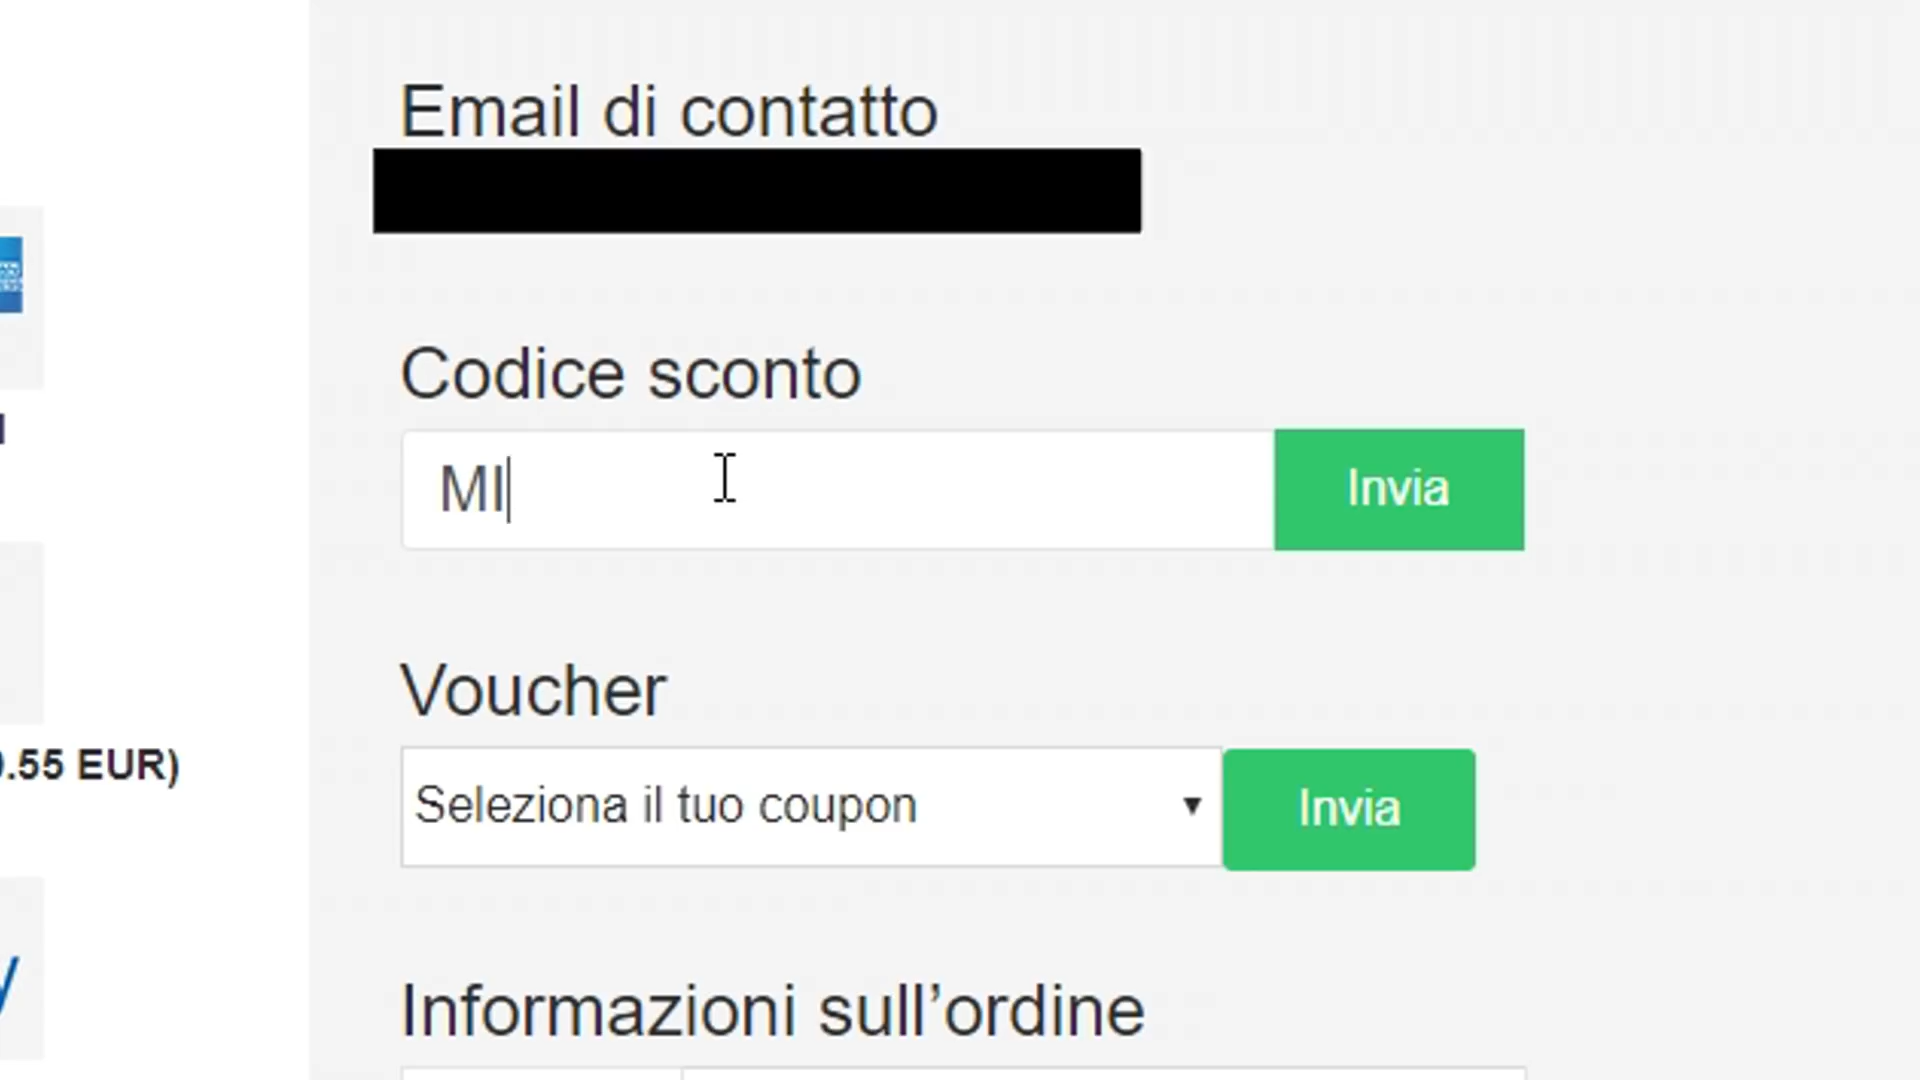 Email di contatto
Codice sconto
MI
Invia
Voucher
Seleziona il tuo coupon
Invia
.55 EUR)
Informazioni sull’ordine